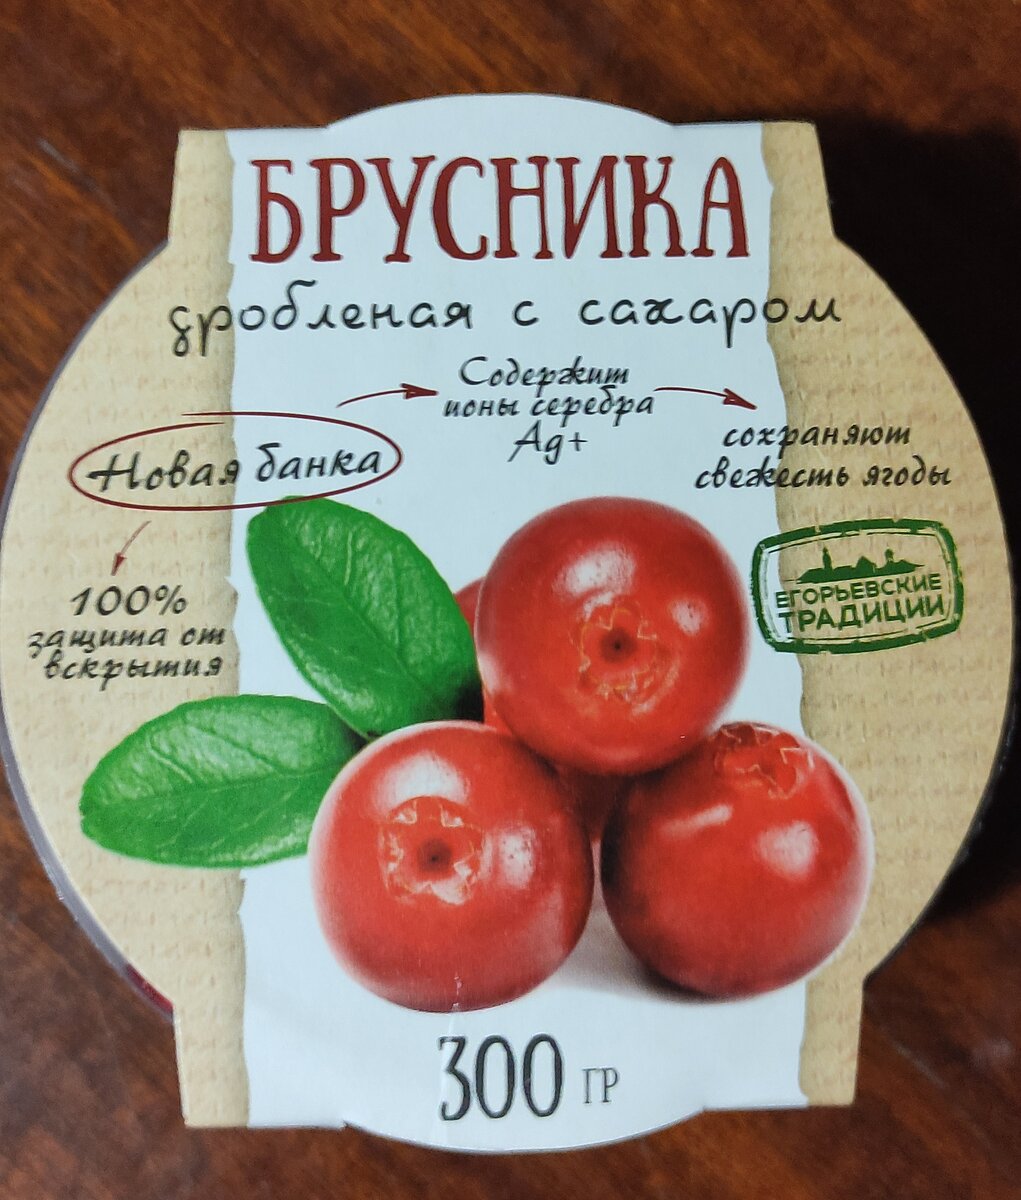 БРУСНИКА
дробленая с сахаром
Содержит
ионы серебра
Ag+
сохраняют
свежесть ягоды
Новая банка
100%
защита от
вскрытия
ЕГОРЬЕВСКИЕ
ТРАДИЦИИ
300 ГР